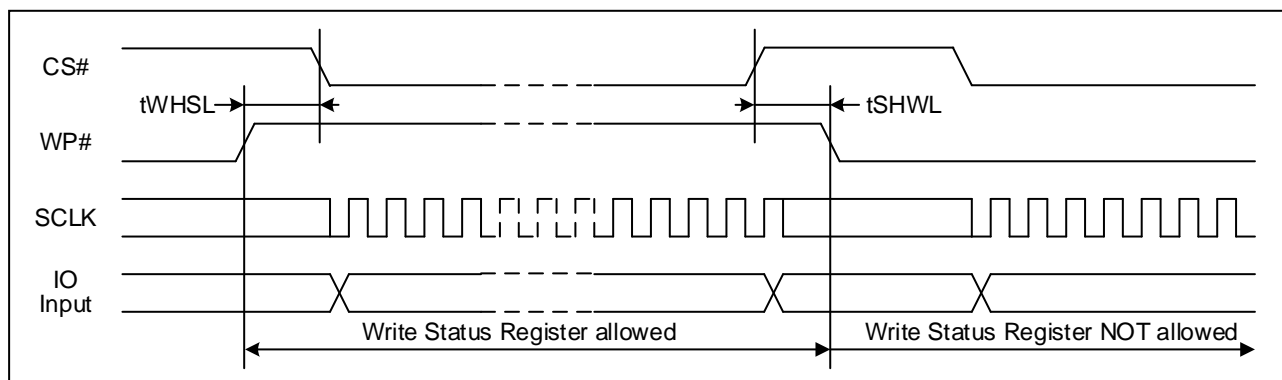 CS#
tWHSL
tSHWL
WP#
SCLK
IO
Input
Write Status Register allowed
Write Status Register NOT allowed